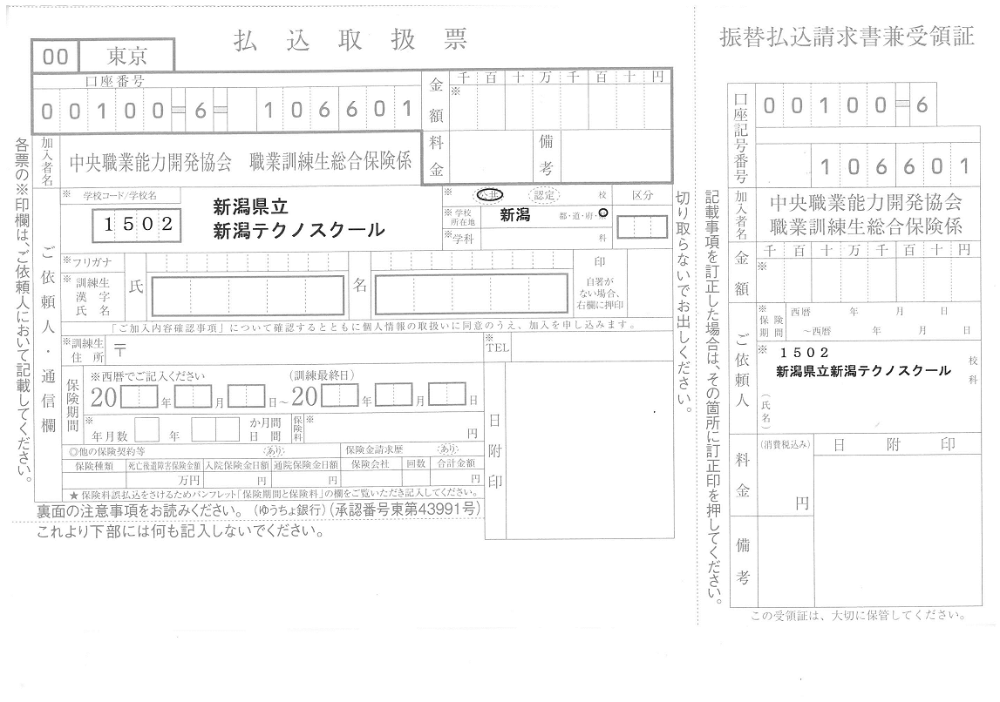 払込取扱票
00 東京
口座番号
00100-6- 106601
金額
千 百 十 万 千 百 十 円
※
料金
備考
加入者名
中央職業能力開発協会 職業訓練生総合保険係
各票の※印欄は、ご依頼人において記載してください。
ご依頼人・通信欄
※ 学校コード/学校名
1502
新潟県立
新潟テクノスクール
※ 公共 認定 校
区分
※学校所在地 新潟 都・道・府・県
※学科 科
※フリガナ
※訓練生漢字氏名
氏
名
印
自署がない場合、右欄に押印
「ご加入内容確認事項」について確認するとともに個人情報の取扱いに同意のうえ、加入を申し込みます。
※訓練生住所 〒
※TEL
保険期間
※西暦でご記入ください (訓練最終日)
20 年 月 日~20 年 月 日
※年月数 年 か月間 日間
保険料 ※ 円
◎他の保険契約等 あり
保険金請求歴 あり
保険種類 死亡後遺障害保険金額 入院保険金日額 通院保険金日額 保険会社 回数 合計金額
万円 円 円 円
★保険料誤払込をさけるためパンフレット「保険期間と保険料」の欄をご覧いただき記入してください。
日附印
裏面の注意事項をお読みください。(ゆうちょ銀行)(承認番号東第43991号)
これより下部には何も記入しないでください。
切り取らないでお出しください。
振替払込請求書兼受領証
口座記号番号
00100-6
106601
加入者名
中央職業能力開発協会
職業訓練生総合保険係
金額
千 百 十 万 千 百 十 円
※
ご依頼人
※保険期間
西暦 年 月 日
~西暦 年 月 日
※
1502
新潟県立新潟テクノスクール
校
科
(氏名)
料金
(消費税込み)
円
日附印
備考
記載事項を訂正した場合は、その箇所に訂正印を押してください。
この受領証は、大切に保管してください。